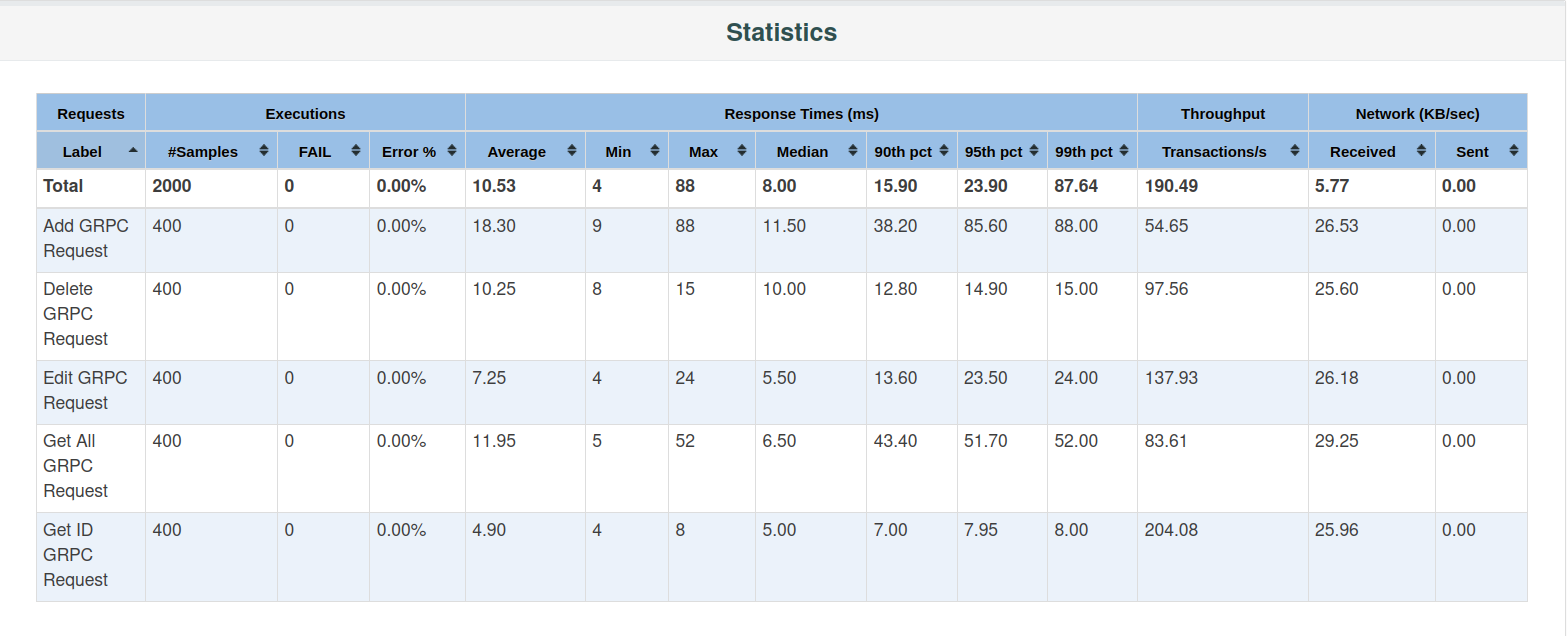 Statistics
Requests Executions Response Times (ms) Throughput Network (KB/sec)
Label #Samples FAIL Error % Average Min Max Median 90th pct 95th pct 99th pct Transactions/s Received Sent
Total 2000 0 0.00% 10.53 4 88 8.00 15.90 23.90 87.64 190.49 5.77 0.00
Add GRPC 400 0 0.00% 18.30 9 88 11.50 38.20 85.60 88.00 54.65 26.53 0.00
Request
Delete 400 0 0.00% 10.25 8 15 10.00 12.80 14.90 15.00 97.56 25.60 0.00
GRPC
Request
Edit GRPC 400 0 0.00% 7.25 4 24 5.50 13.60 23.50 24.00 137.93 26.18 0.00
Request
Get All 400 0 0.00% 11.95 5 52 6.50 43.40 51.70 52.00 83.61 29.25 0.00
GRPC
Request
Get ID 400 0 0.00% 4.90 4 8 5.00 7.00 7.95 8.00 204.08 25.96 0.00
GRPC
Request